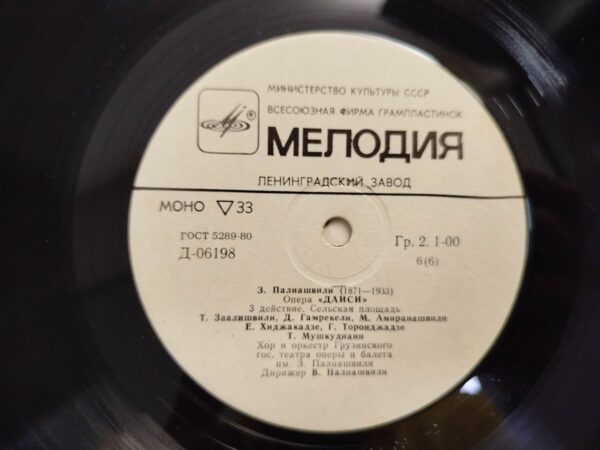 МИНИСТЕРСТВО КУЛЬТУРЫ СССР
ВСЕСОЮЗНАЯ ФИРМА ГРАМПЛАСТИНОК
®
МЕЛОДИЯ
ЛЕНИНГРАДСКИЙ ЗАВОД
МОНО ▽ 33
ГОСТ 5289-80
Д-06198
Гр. 2. 1-00
6(6)
З. Палиашвили (1871—1933)
Опера «ДАИСИ»
3 действие. Сельская площадь
Т. Заалишвили, Д. Гамрекели, М. Амиранашвили
Е. Хиджакадзе, Г. Торонджадзе
Т. Мушкудиани
Хор и оркестр Грузинского
гос. театра оперы и балета
им. З. Палиашвили
Дирижер В. Палиашвили